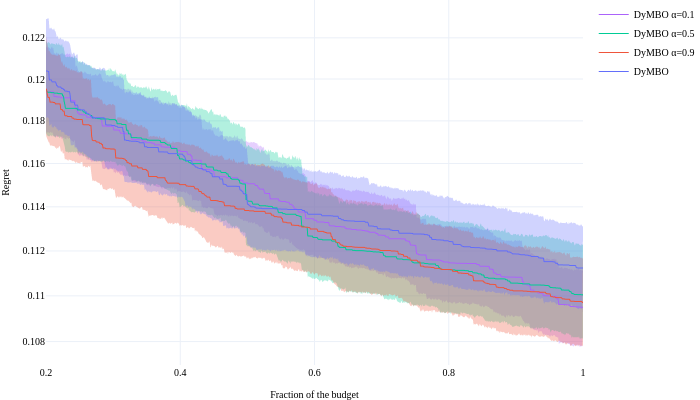 0.122
0.12
0.118
0.116
0.114
0.112
0.11
0.108
Regret
0.2
0.4
0.6
0.8
1
Fraction of the budget
DyMBO α=0.1
DyMBO α=0.5
DyMBO α=0.9
DyMBO